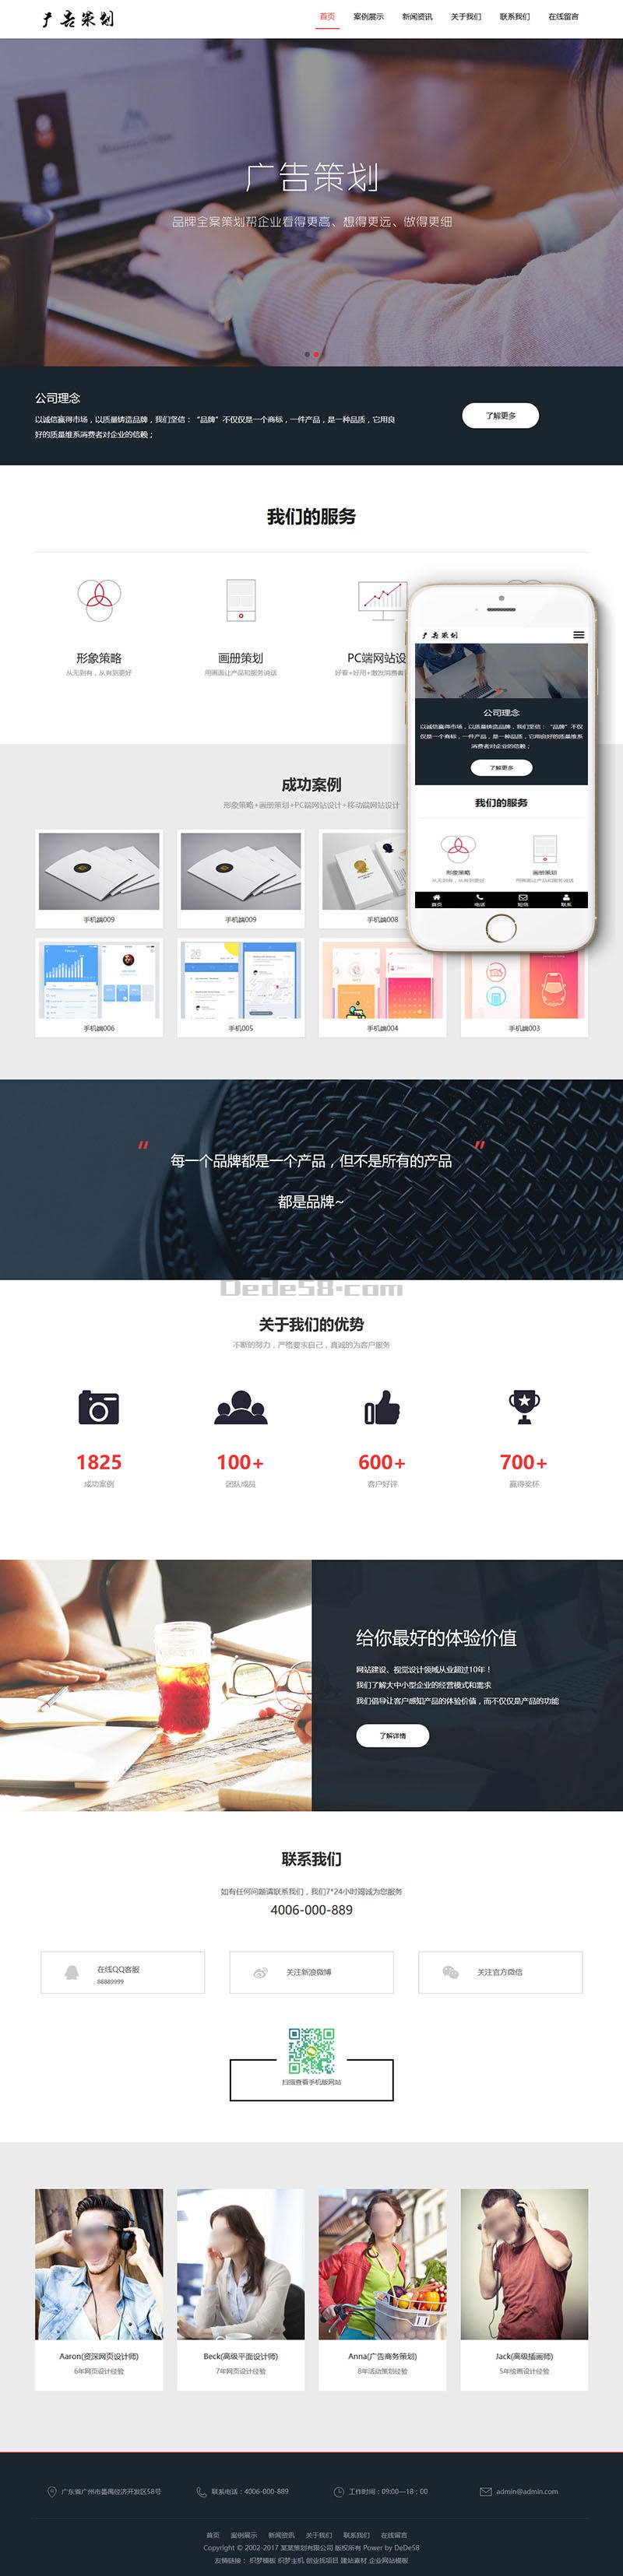 广告策划
首页 案例展示 新闻资讯 关于我们 联系我们 在线留言
广告策划
品牌全案策划帮企业看得更高、想得更远、做得更细
公司理念
以诚信赢得市场，以质量铸造品牌，我们坚信：“品牌”不仅仅是一个商标，一件产品，是一种品质，它用良
好的质量维系消费者对企业的信赖；
了解更多
我们的服务
形象策略 画册策划 PC端网站设
从无到有，从有到更好 用画面让产品和服务说话 好看+好用+激发消费者
广告策划
公司理念
以诚信赢得市场，以质量铸造品牌，我们坚信：“品牌”不仅
仅是一个商标，一件产品，是一种品质，它用良好的质量维系
消费者对企业的信赖；
了解更多
我们的服务
形象策略 画册策划
从无到有，从有到更好 用画面让产品和服务说话
首页 电话 短信 联系
成功案例
形象策略+画册策划+PC端网站设计+移动端网站设计
手机端009 手机端009 手机端008
手机端006 手机005 手机端004 手机端003
“ 每一个品牌都是一个产品，但不是所有的产品 ”
都是品牌~
Dede58.com
关于我们的优势
不断的努力，严格要求自己，真诚的为客户服务
1825 100+ 600+ 700+
成功案例 团队成员 客户好评 赢得奖杯
给你最好的体验价值
网站建设、视觉设计领域从业超过10年！
我们了解大中小型企业的经营模式和需求
我们倡导让客户感知产品的体验价值，而不仅仅是产品的功能
了解详情
联系我们
如有任何问题请联系我们，我们7*24小时竭诚为您服务
4006-000-889
在线QQ客服 关注新浪微博 关注官方微信
88889999
扫描查看手机版网站
Aaron(资深网页设计师) Beck(高级平面设计师) Anna(广告商务策划) Jack(高级插画师)
6年网页设计经验 7年网页设计经验 8年活动策划经验 5年绘画设计经验
广东省广州市番禺经济开发区58号 联系电话：4006-000-889 工作时间：09:00—18：00 admin@admin.com
首页 案例展示 新闻资讯 关于我们 联系我们 在线留言
Copyright © 2002-2017 某某策划有限公司 版权所有 Power by DeDe58
友情链接： 织梦模板 织梦主机 创业找项目 建站素材 企业网站模板